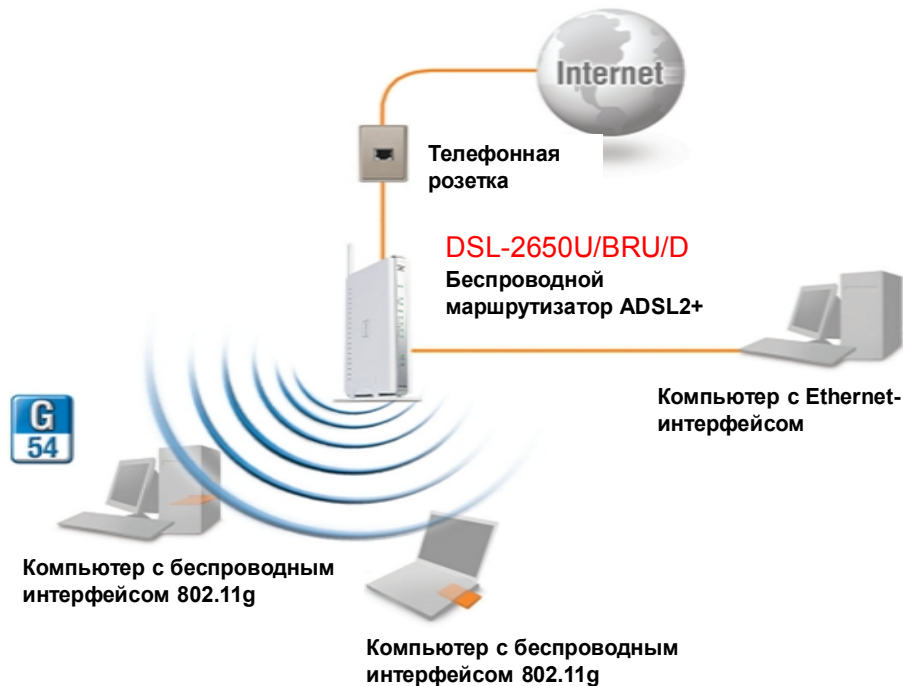 Internet
Телефонная
розетка
DSL-2650U/BRU/D
Беспроводной
маршрутизатор ADSL2+
Компьютер с Ethernet-
интерфейсом
G
54
Компьютер с беспроводным
интерфейсом 802.11g
Компьютер с беспроводным
интерфейсом 802.11g